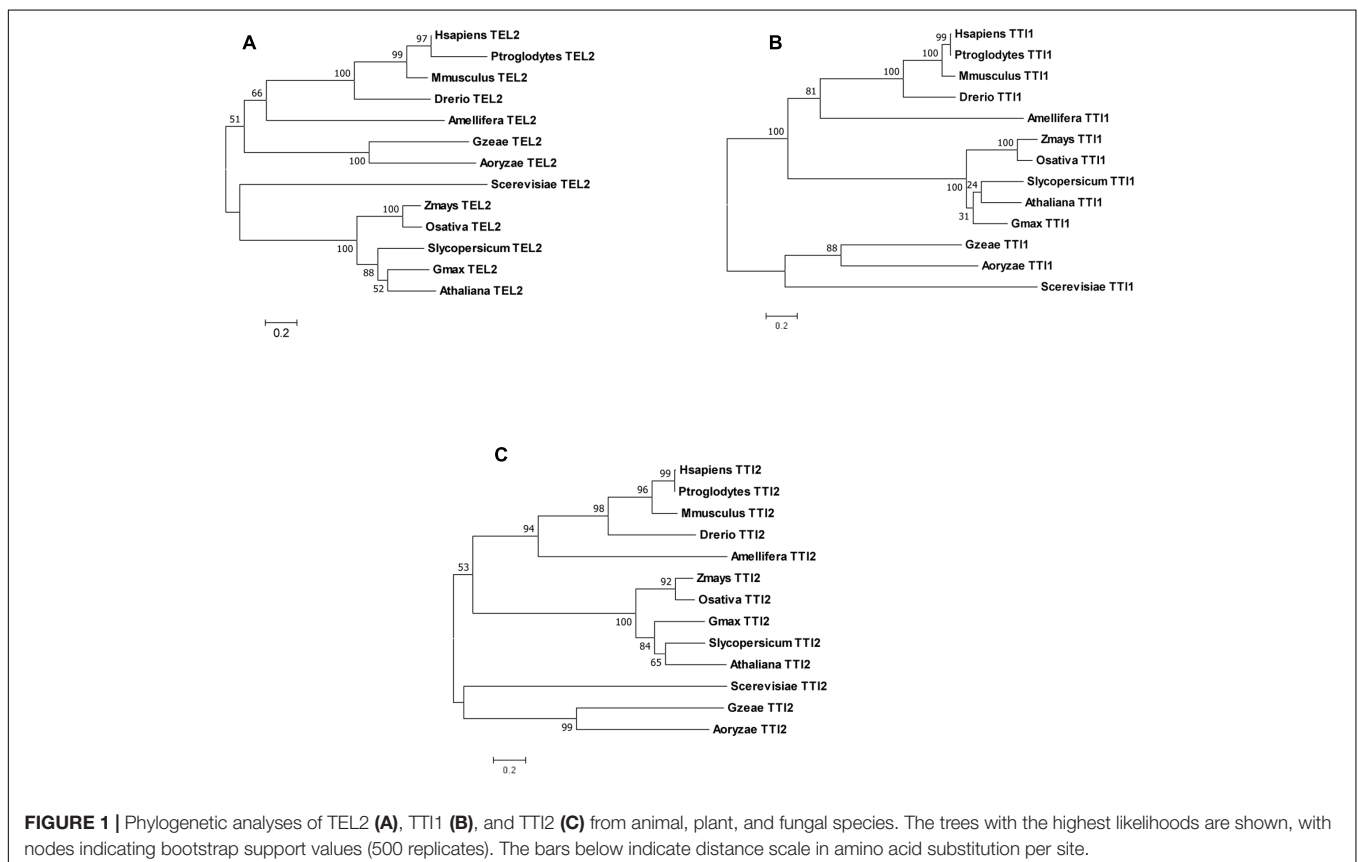 A
97
Hsapiens TEL2
99
Ptroglodytes TEL2
100
Mmusculus TEL2
66
Drerio TEL2
51
Amellifera TEL2
Gzeae TEL2
100
Aoryzae TEL2
Scerevisiae TEL2
100
Zmays TEL2
Osativa TEL2
100
Slycopersicum TEL2
88
Gmax TEL2
52
Athaliana TEL2
0.2
B
99
Hsapiens TTI1
100
Ptroglodytes TTI1
100
Mmusculus TTI1
81
Drerio TTI1
Amellifera TTI1
100
100
Zmays TTI1
Osativa TTI1
100
24
Slycopersicum TTI1
Athaliana TTI1
31
Gmax TTI1
Gzeae TTI1
88
Aoryzae TTI1
Scerevisiae TTI1
0.2
C
99
Hsapiens TTI2
96
Ptroglodytes TTI2
98
Mmusculus TTI2
94
Drerio TTI2
Amellifera TTI2
53
92
Zmays TTI2
Osativa TTI2
100
Gmax TTI2
84
Slycopersicum TTI2
65
Athaliana TTI2
Scerevisiae TTI2
Gzeae TTI2
99
Aoryzae TTI2
0.2
FIGURE 1 | Phylogenetic analyses of TEL2 (A), TTI1 (B), and TTI2 (C) from animal, plant, and fungal species. The trees with the highest likelihoods are shown, with
nodes indicating bootstrap support values (500 replicates). The bars below indicate distance scale in amino acid substitution per site.